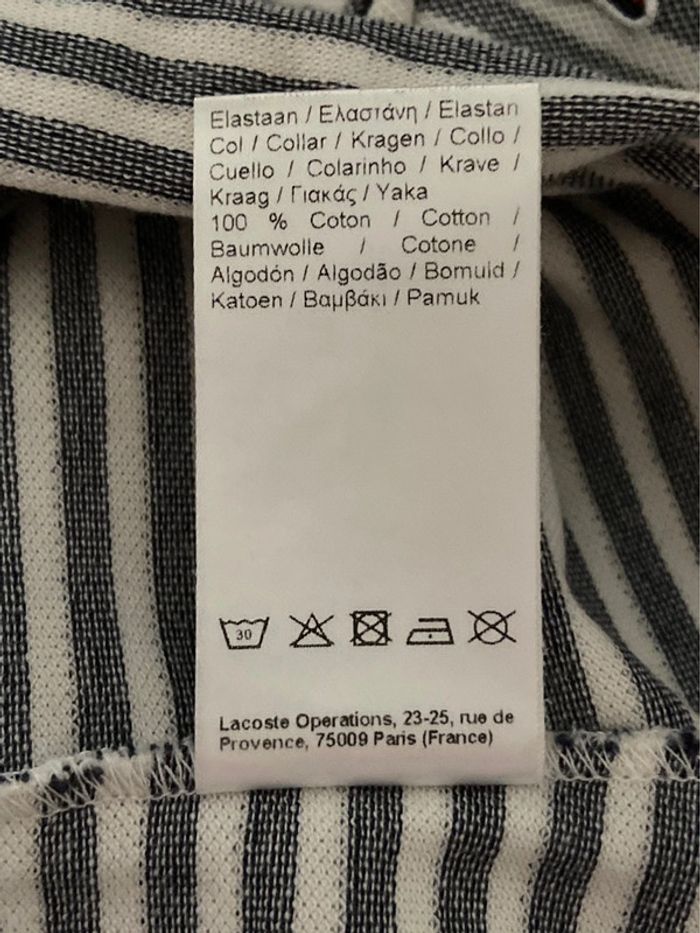 Elastaan / Ελαστάνη / Elastan
Col / Collar / Kragen / Collo /
Cuello / Colarinho / Krave /
Kraag / Γιακάς / Yaka
100 % Coton / Cotton /
Baumwolle / Cotone /
Algodón / Algodão / Bomuld /
Katoen / Βαμβάκι / Pamuk
30
Lacoste Operations, 23-25, rue de
Provence, 75009 Paris (France)